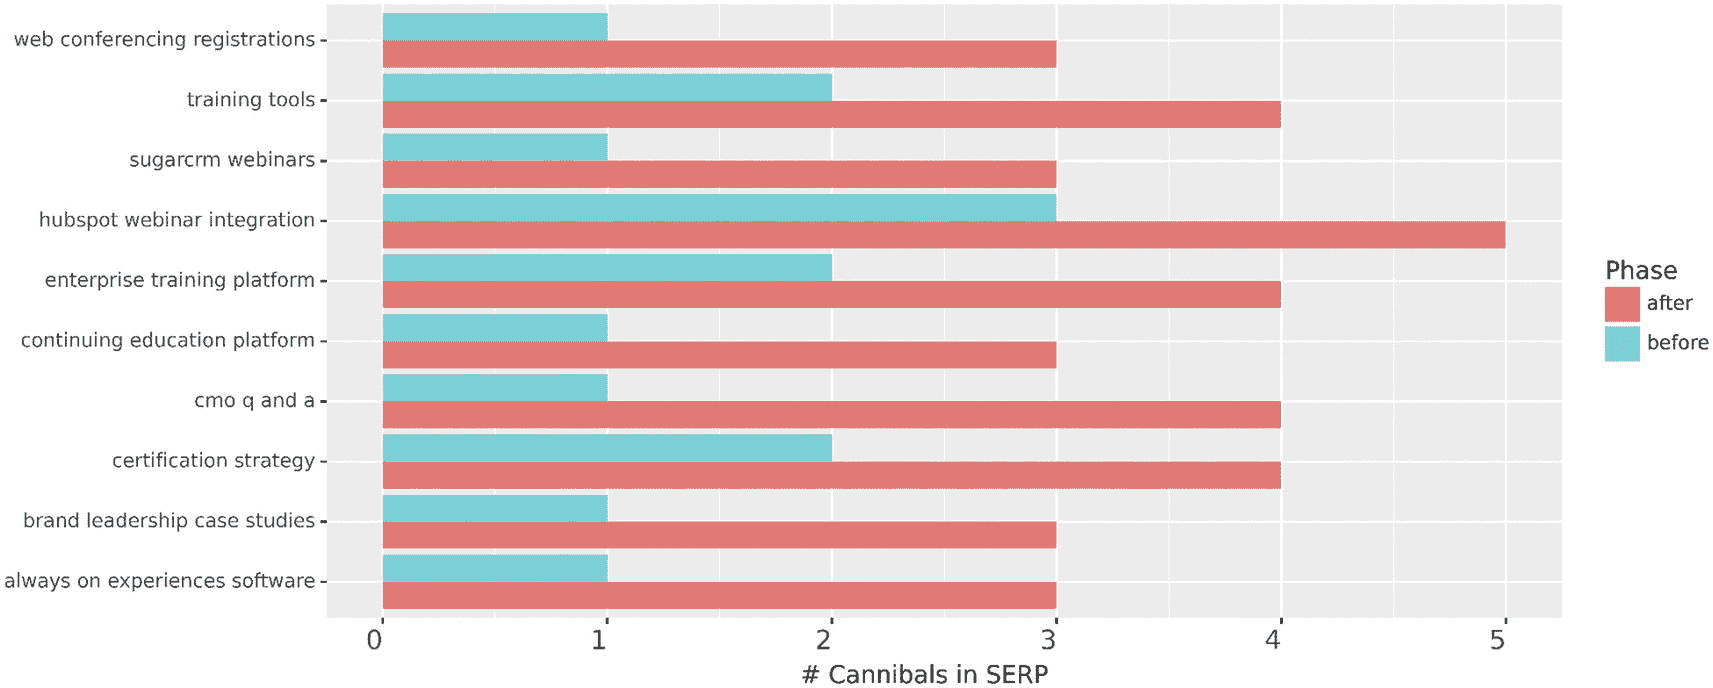 web conferencing registrations
training tools
sugarcrm webinars
hubspot webinar integration
enterprise training platform
continuing education platform
cmo q and a
certification strategy
brand leadership case studies
always on experiences software
0 1 2 3 4 5
# Cannibals in SERP
Phase
after
before